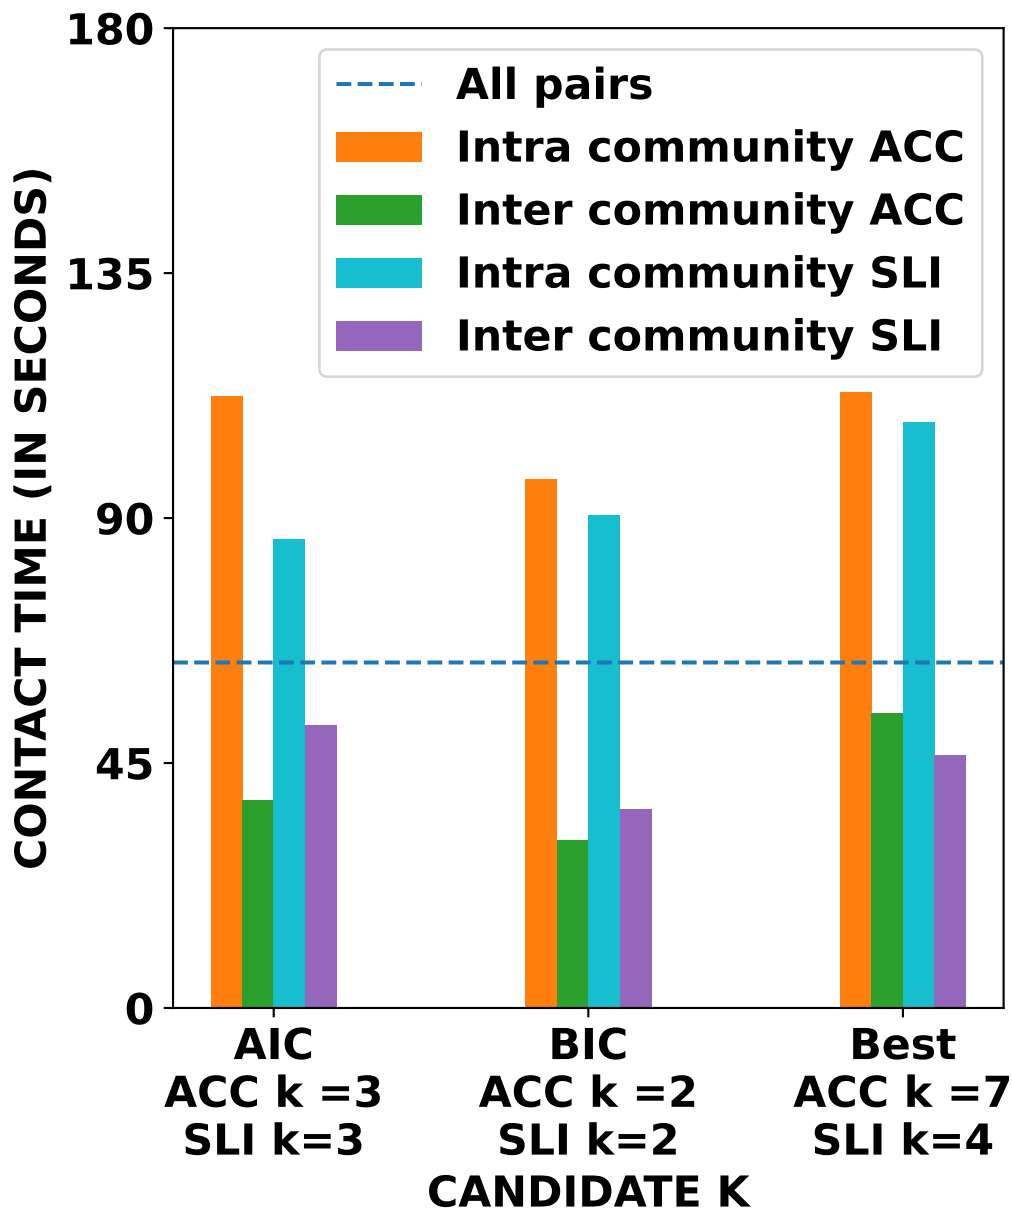 180
135
90
45
0
CONTACT TIME (IN SECONDS)
All pairs
Intra community ACC
Inter community ACC
Intra community SLI
Inter community SLI
AIC
ACC k =3
SLI k=3
BIC
ACC k =2
SLI k=2
Best
ACC k =7
SLI k=4
CANDIDATE K